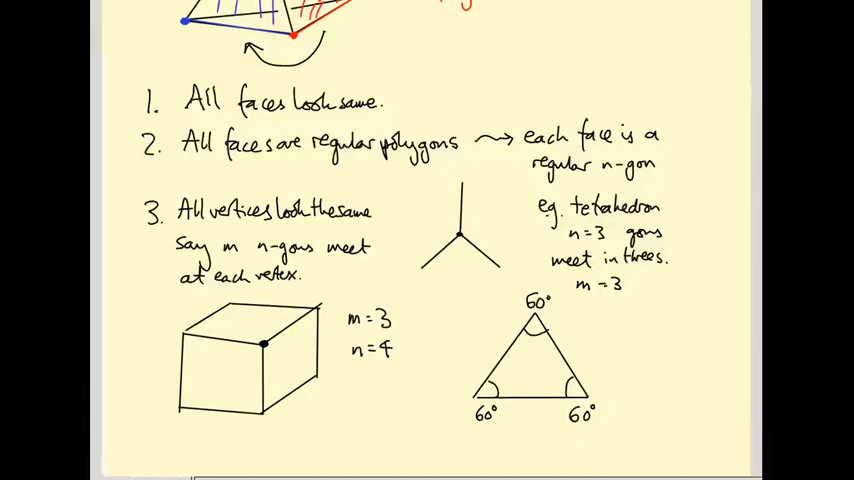 1. All faces look same.
2. All faces are regular polygons ⇝ each face is a
regular n-gon
3. All vertices look the same
say m n-gons meet
at each vertex.
eg. tetrahedron
n=3 gons
meet in threes.
m=3
m=3
n=4
60°
60°
60°